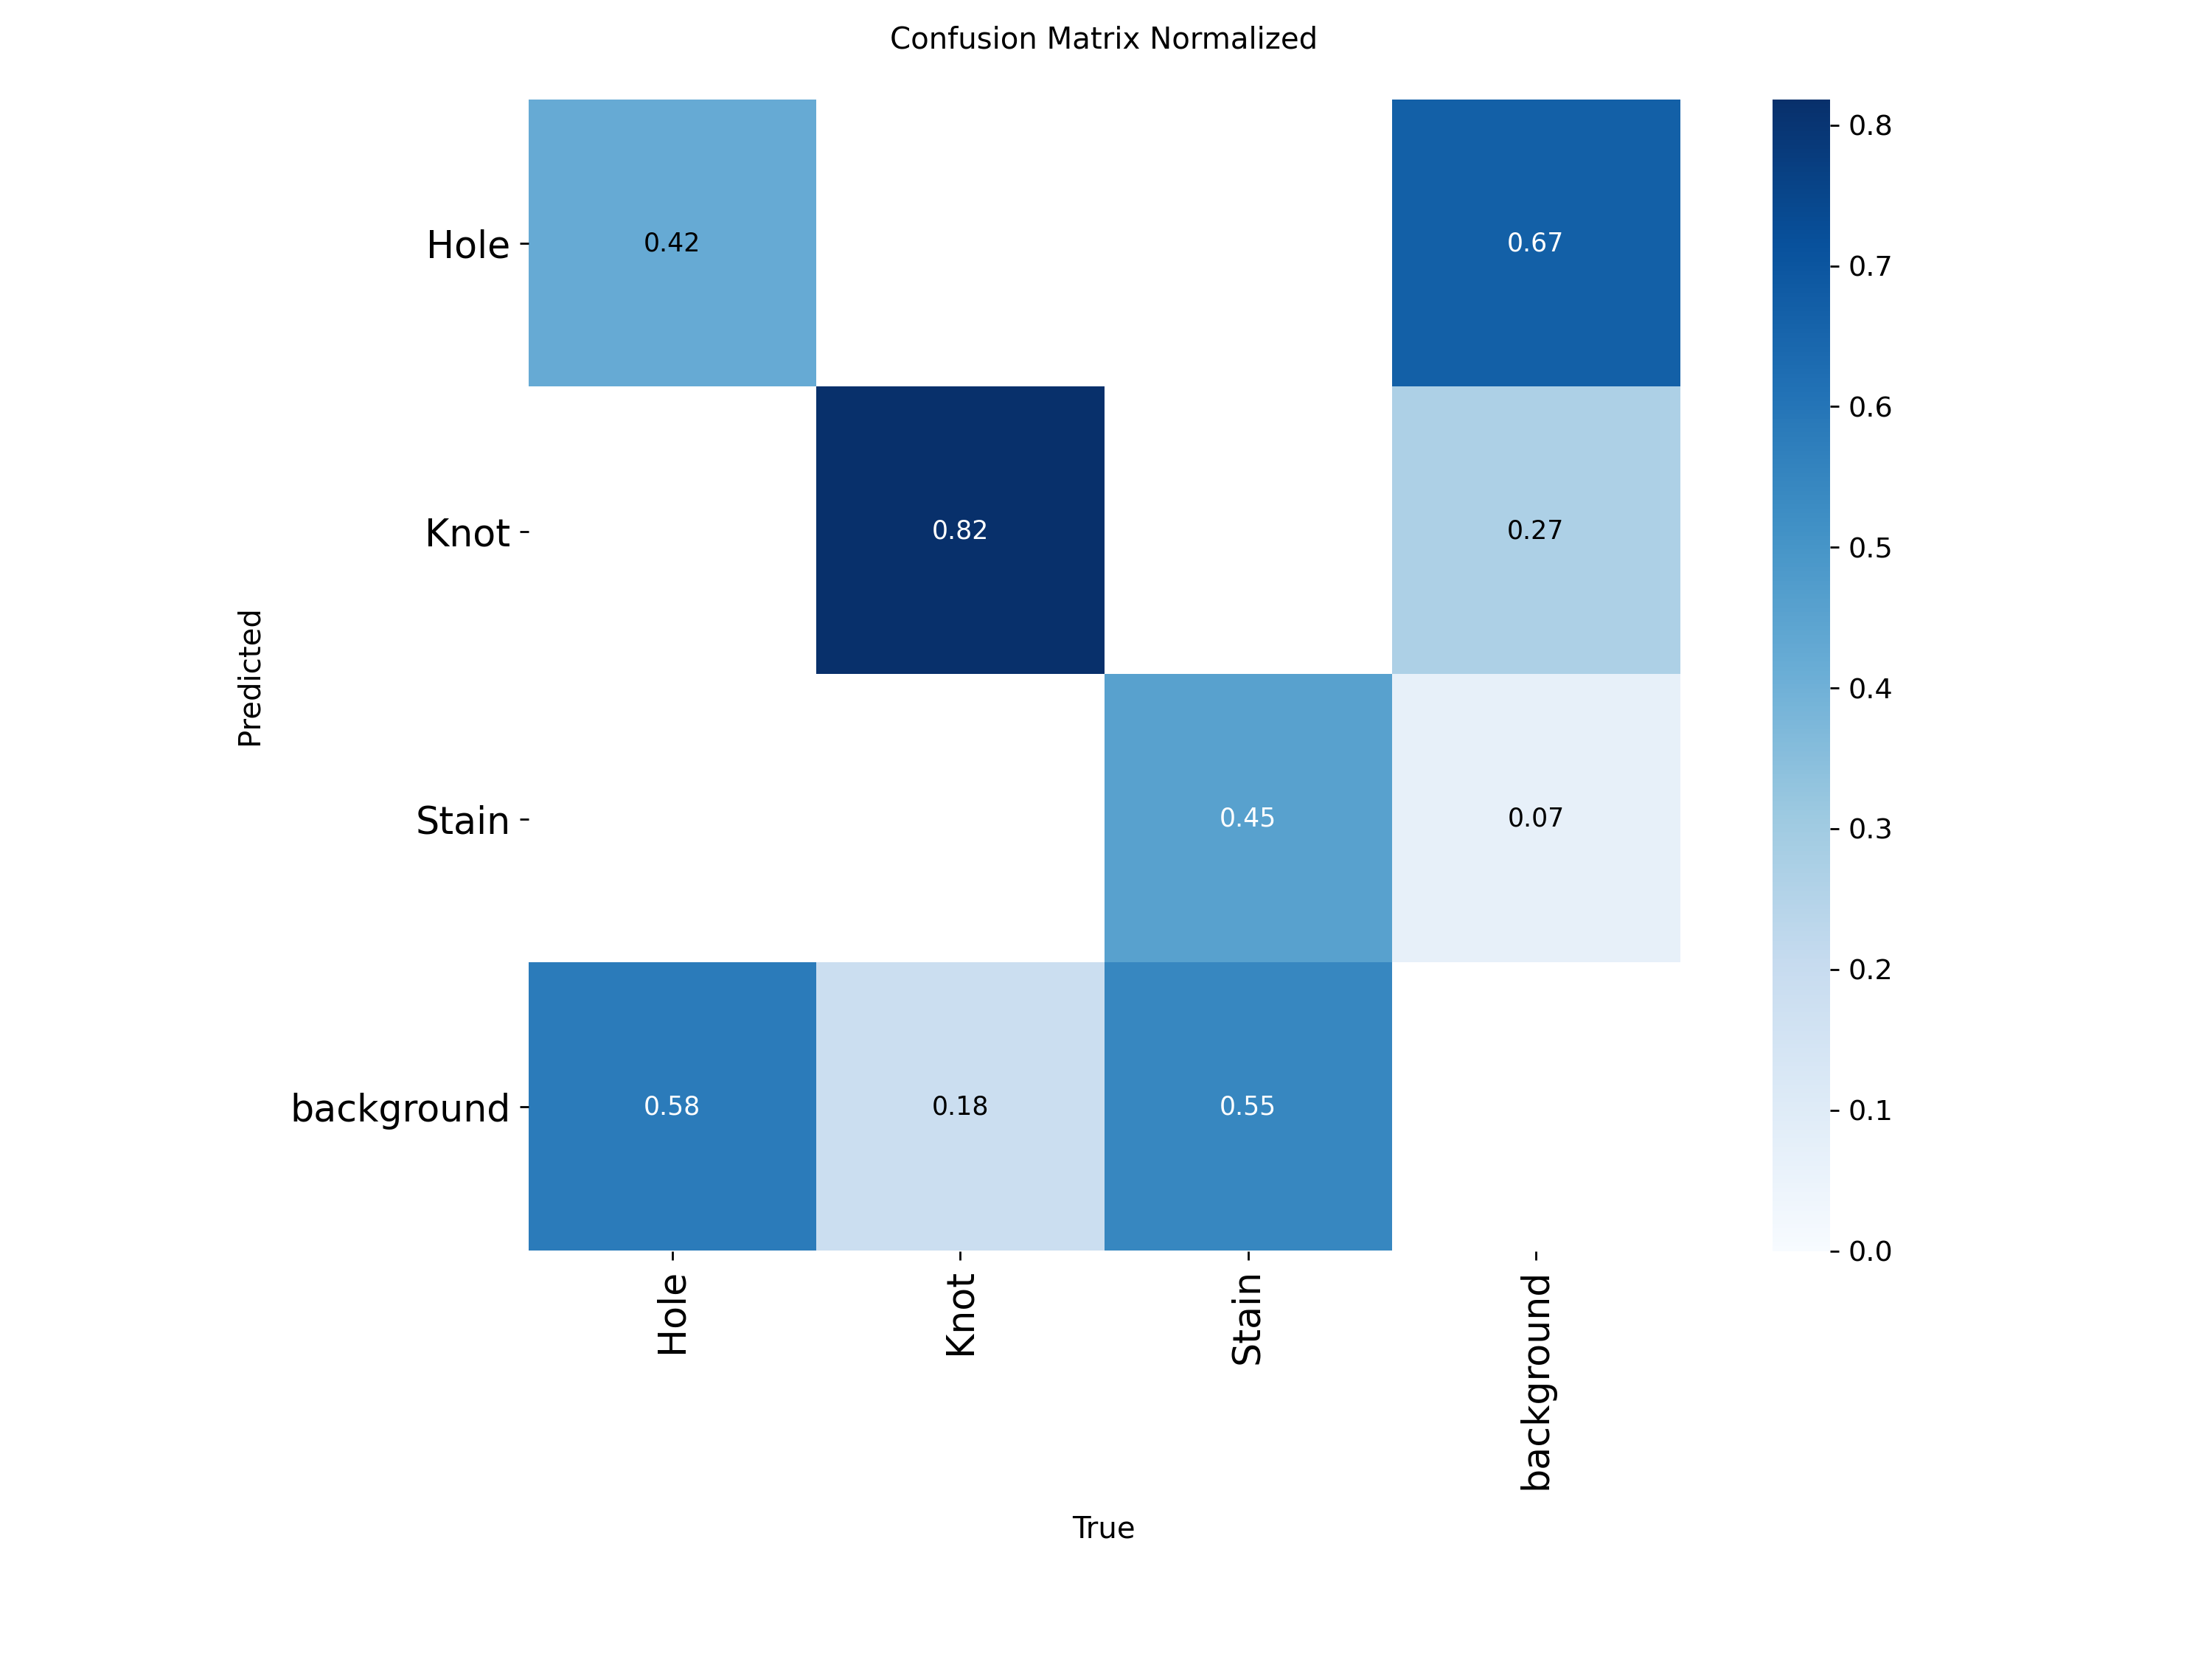 Confusion Matrix Normalized
Hole
0.42
0.67
Knot
0.82
0.27
Stain
0.45
0.07
background
0.58
0.18
0.55
Predicted
Hole
Knot
Stain
background
True
0.8
0.7
0.6
0.5
0.4
0.3
0.2
0.1
0.0